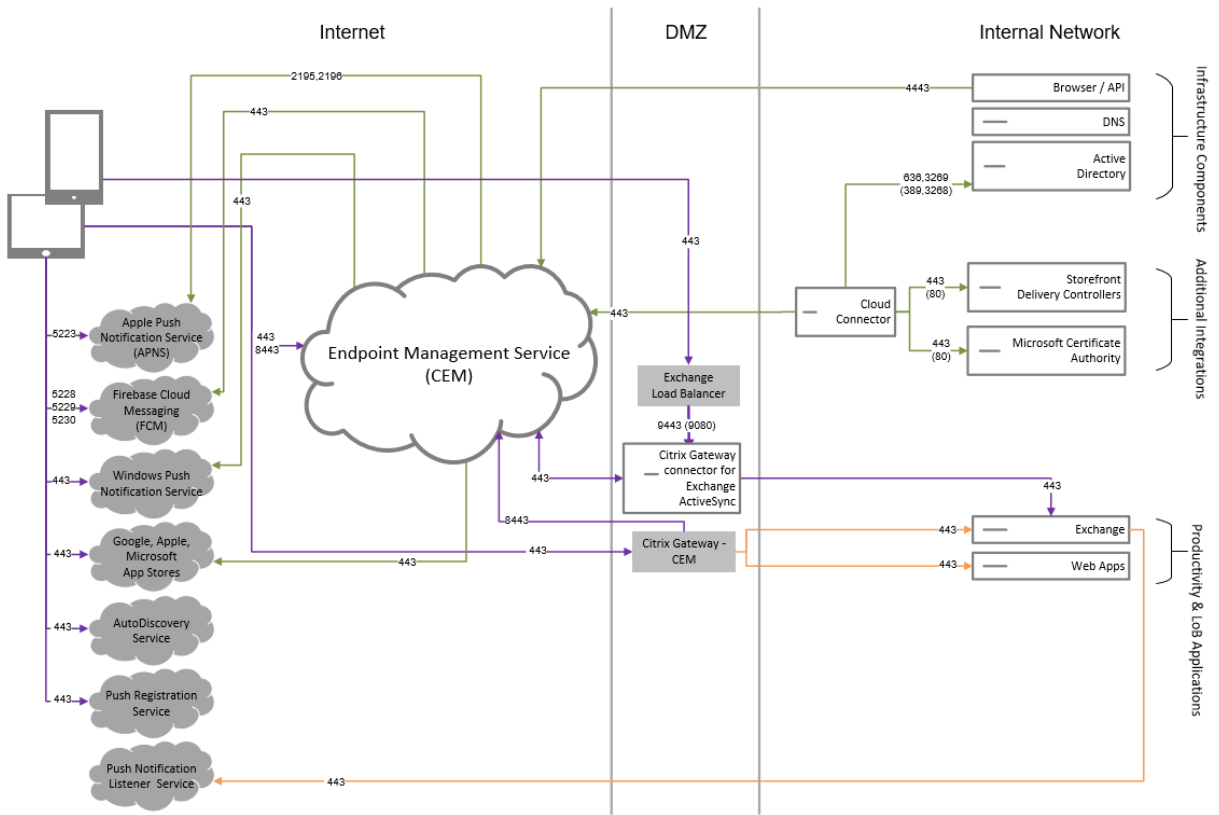 Internet
DMZ
Internal Network
2195,2196
4443
Browser / API
443
DNS
Active
Directory
636,3269
(389,3268)
Infrastructure Components
443
443
443
8443
Endpoint Management Service
(CEM)
443
Cloud
Connector
443
(80)
Storefront
Delivery Controllers
443
(80)
Microsoft Certificate
Authority
Additional Integrations
5223
Apple Push
Notification Service
(APNS)
5228
5229
5230
Firebase Cloud
Messaging
(FCM)
Exchange
Load Balancer
9443 (9080)
443
Windows Push
Notification Service
443
Citrix Gateway
connector for
Exchange
ActiveSync
443
8443
443
Google, Apple,
Microsoft
App Stores
443
443
Citrix Gateway -
CEM
443
Exchange
443
Web Apps
Productivity & LoB Applications
443
AutoDiscovery
Service
443
Push Registration
Service
Push Notification
Listener Service
443